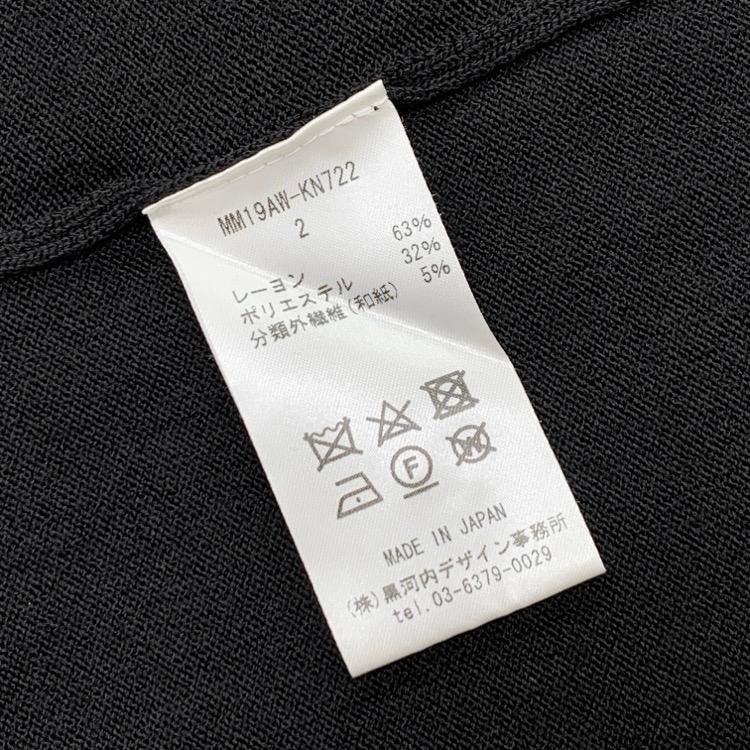 MM19AW-KN722
2
レーヨン 63%
ポリエステル 32%
分類外繊維(和紙) 5%
F
W
MADE IN JAPAN
(株)黒河内デザイン事務所
tel.03-6379-0029